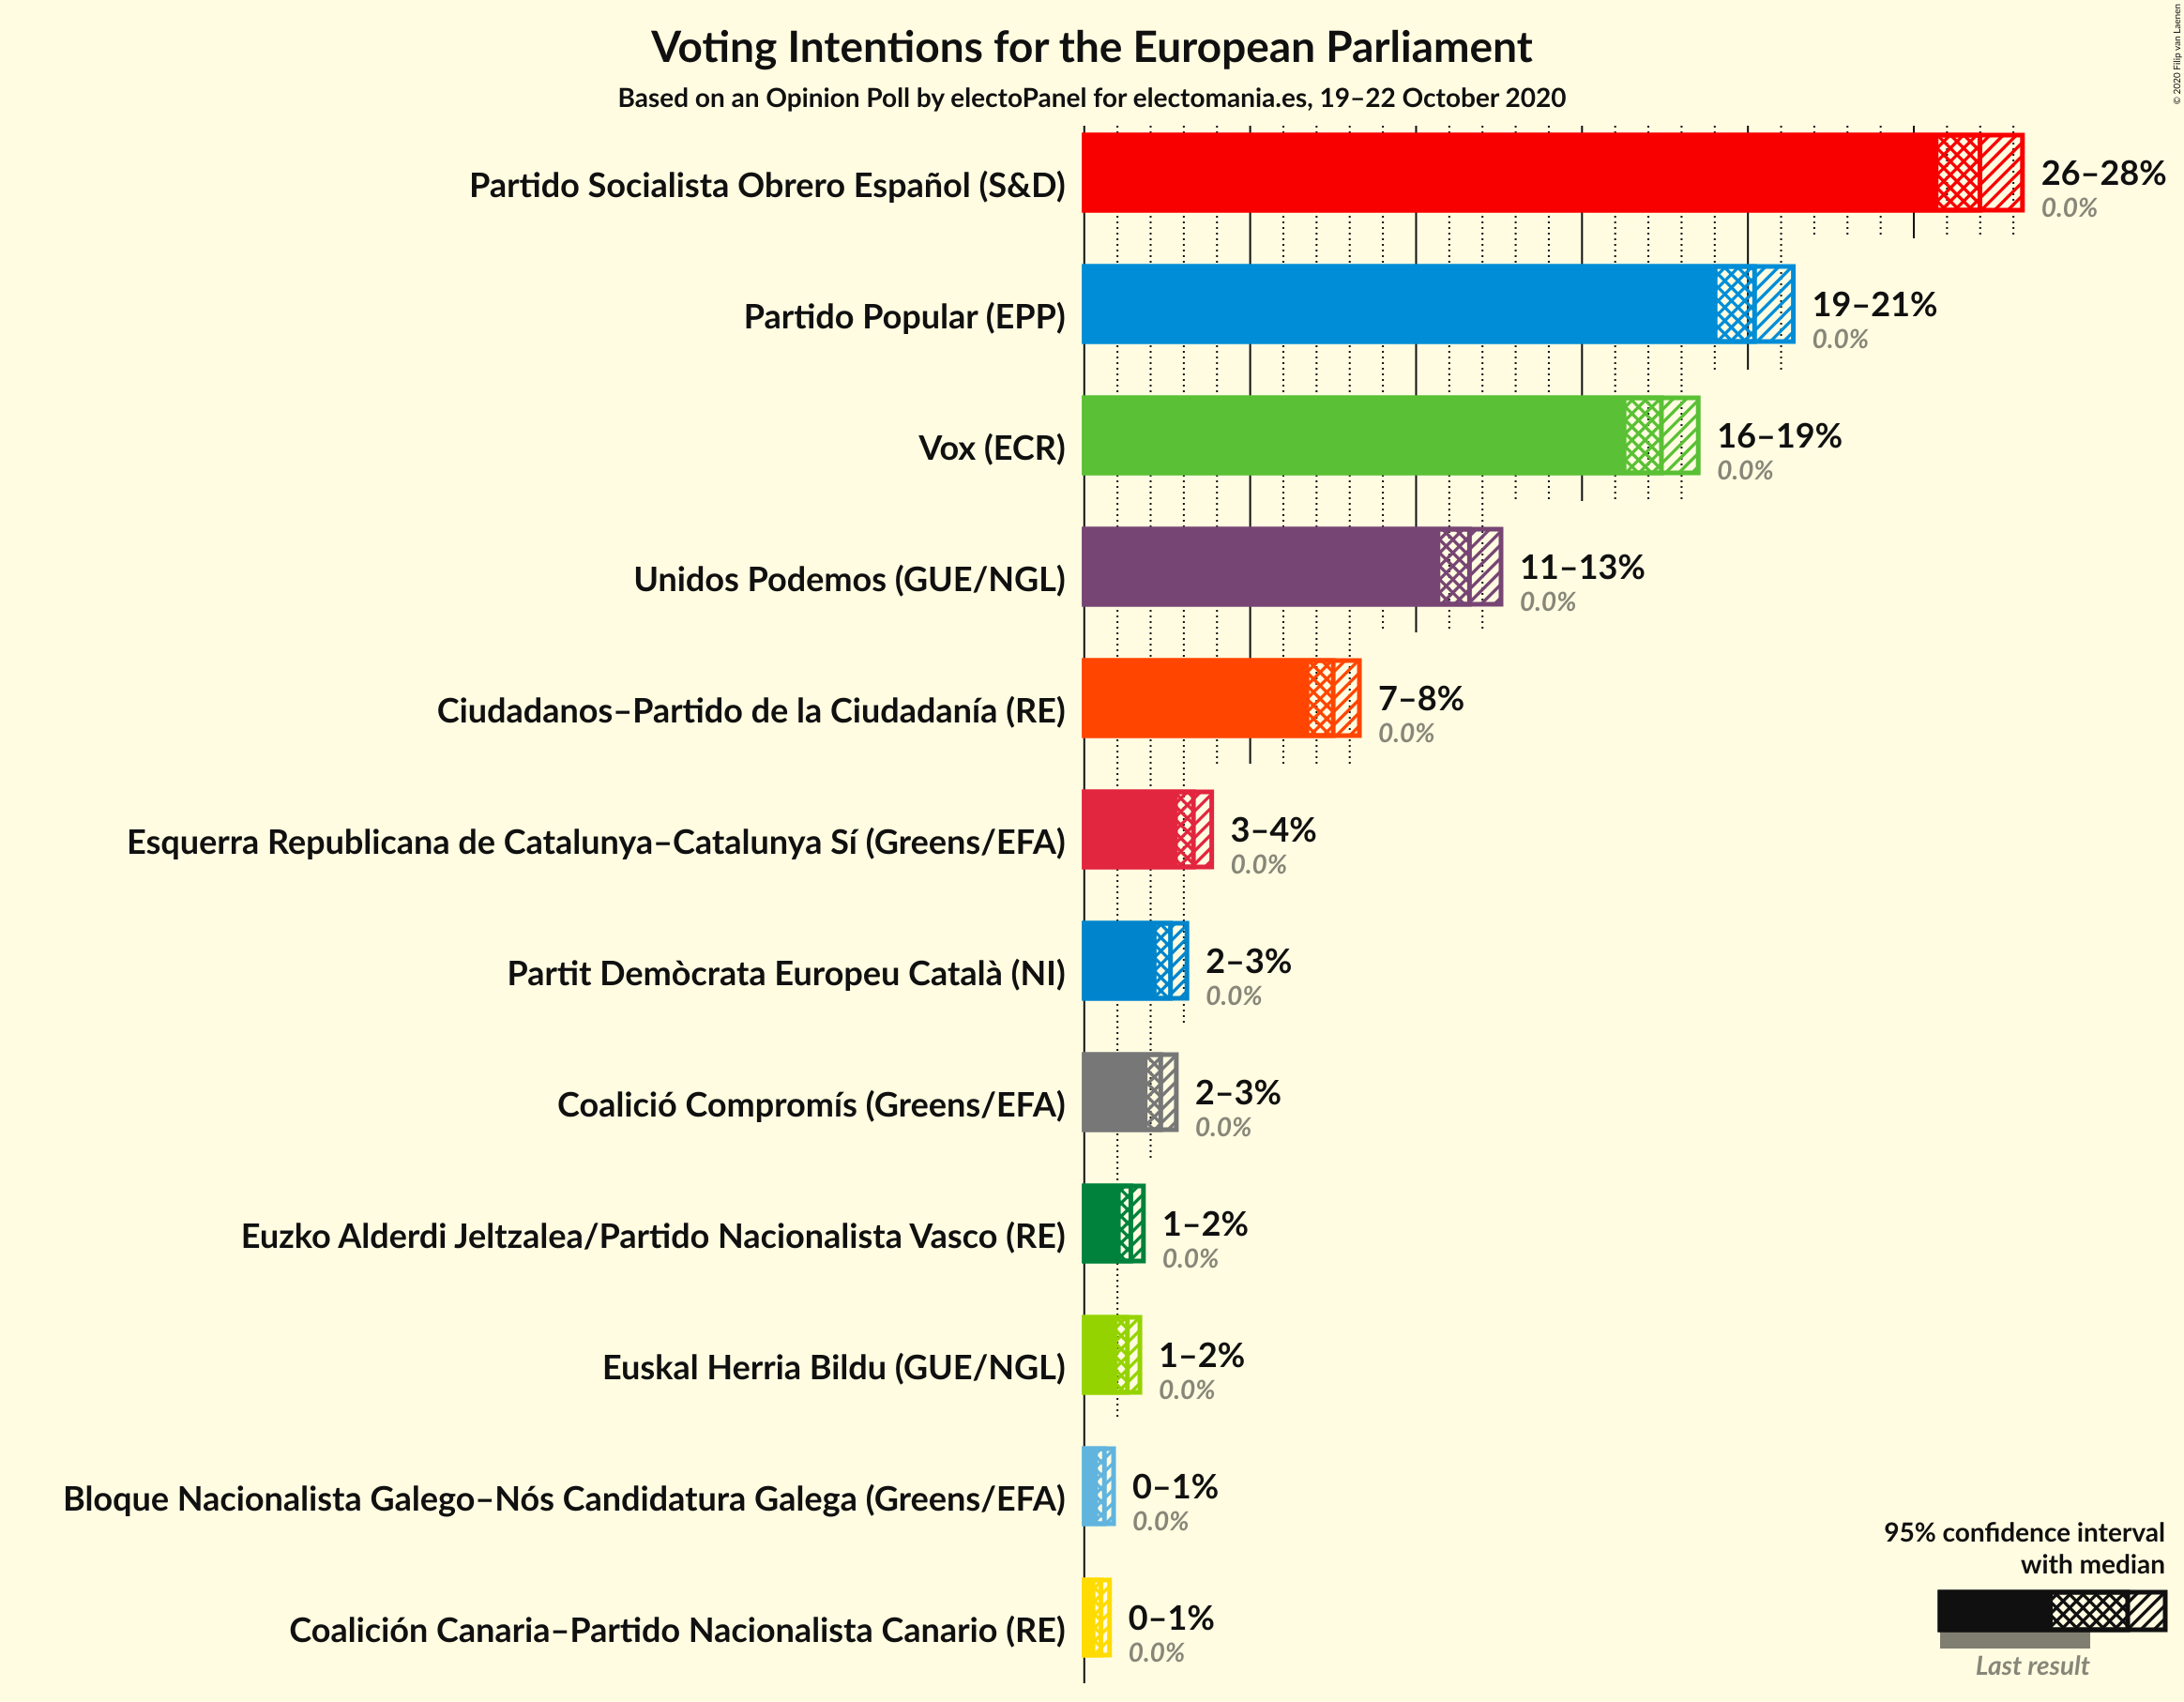 Voting Intentions for the European Parliament
Based on an Opinion Poll by electoPanel for electomania.es, 19–22 October 2020
© 2020 Filip van Laenen
Partido Socialista Obrero Español (S&D)
26–28%
0.0%
Partido Popular (EPP)
19–21%
0.0%
Vox (ECR)
16–19%
0.0%
Unidos Podemos (GUE/NGL)
11–13%
0.0%
Ciudadanos–Partido de la Ciudadanía (RE)
7–8%
0.0%
Esquerra Republicana de Catalunya–Catalunya Sí (Greens/EFA)
3–4%
0.0%
Partit Demòcrata Europeu Català (NI)
2–3%
0.0%
Coalició Compromís (Greens/EFA)
2–3%
0.0%
Euzko Alderdi Jeltzalea/Partido Nacionalista Vasco (RE)
1–2%
0.0%
Euskal Herria Bildu (GUE/NGL)
1–2%
0.0%
Bloque Nacionalista Galego–Nós Candidatura Galega (Greens/EFA)
0–1%
0.0%
Coalición Canaria–Partido Nacionalista Canario (RE)
0–1%
0.0%
95% confidence interval
with median
Last result